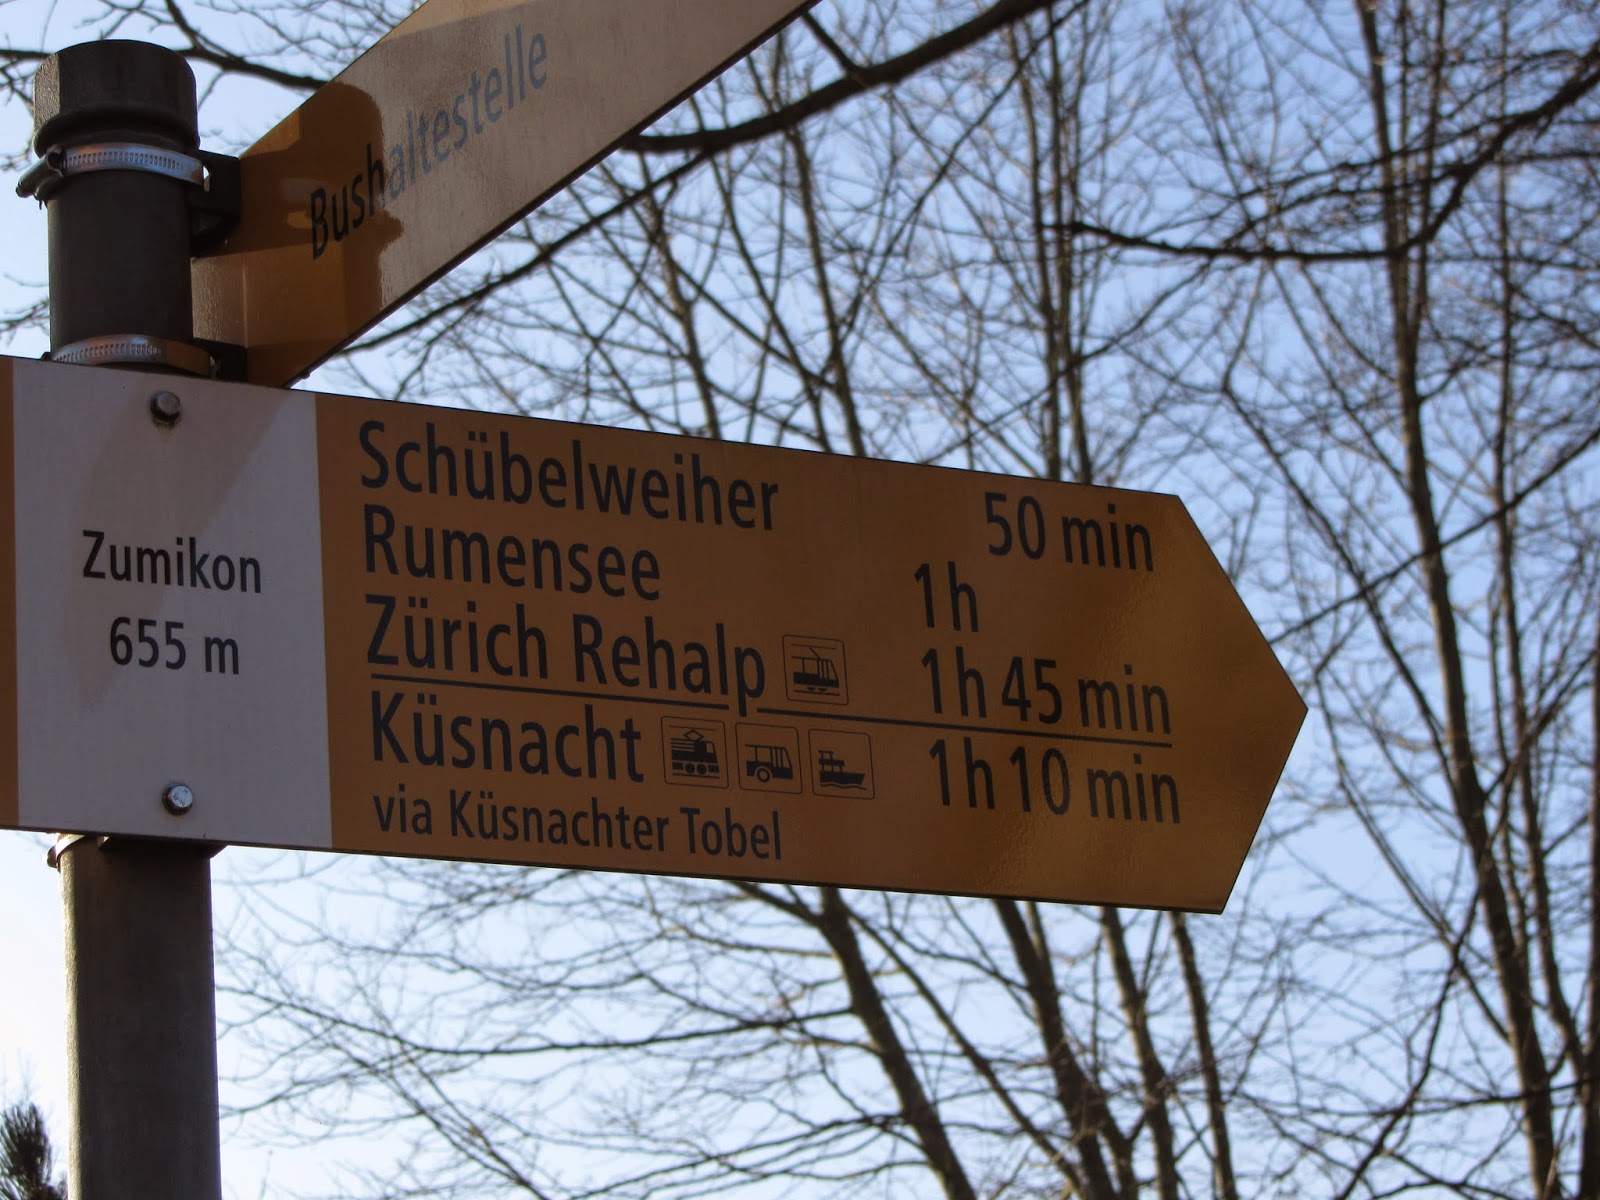 Bushaltestelle
Zumikon
655 m
Schübelweiher 50 min
Rumensee 1h
Zürich Rehalp 1h 45 min
Küsnacht 1h 10 min
via Küsnachter Tobel